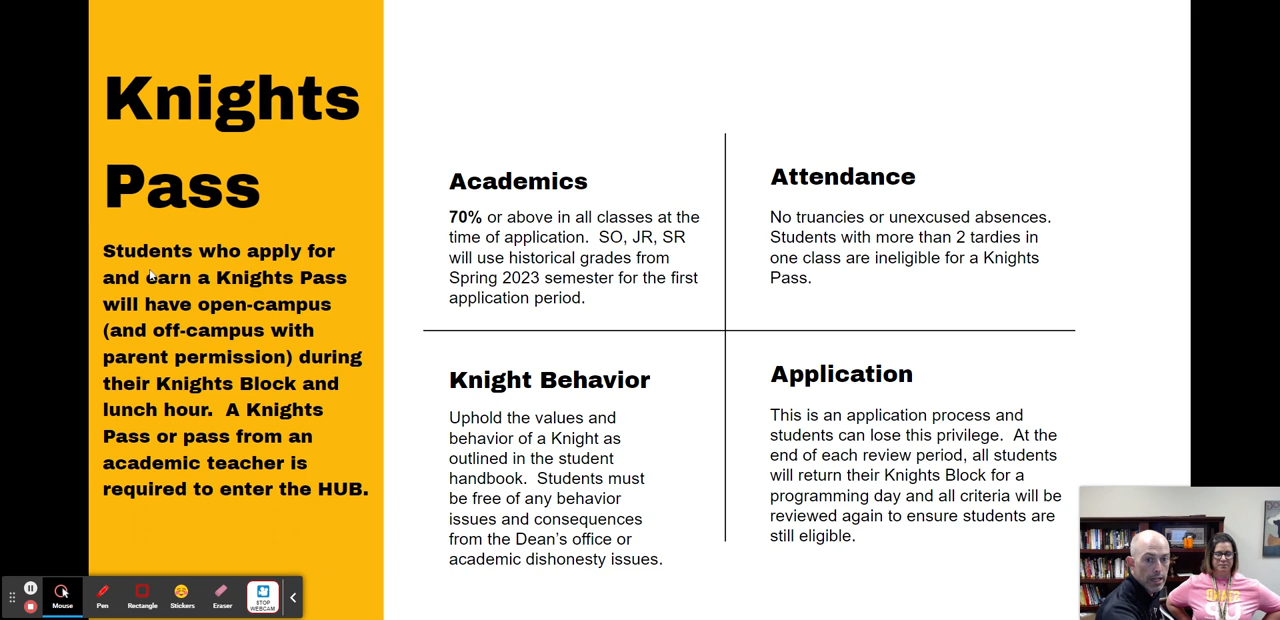 Knights
Pass
Students who apply for
and earn a Knights Pass
will have open-campus
(and off-campus with
parent permission) during
their Knights Block and
lunch hour.  A Knights
Pass or pass from an
academic teacher is
required to enter the HUB.
Academics
70% or above in all classes at the
time of application.  SO, JR, SR
will use historical grades from
Spring 2023 semester for the first
application period.
Attendance
No truancies or unexcused absences.
Students with more than 2 tardies in
one class are ineligible for a Knights
Pass.
Knight Behavior
Uphold the values and
behavior of a Knight as
outlined in the student
handbook.  Students must
be free of any behavior
issues and consequences
from the Dean's office or
academic dishonesty issues.
Application
This is an application process and
students can lose this privilege.  At the
end of each review period, all students
will return their Knights Block for a
programming day and all criteria will be
reviewed again to ensure students are
still eligible.
Mouse
Pen
Rectangle
Stickers
Eraser
STOP
WEBCAM